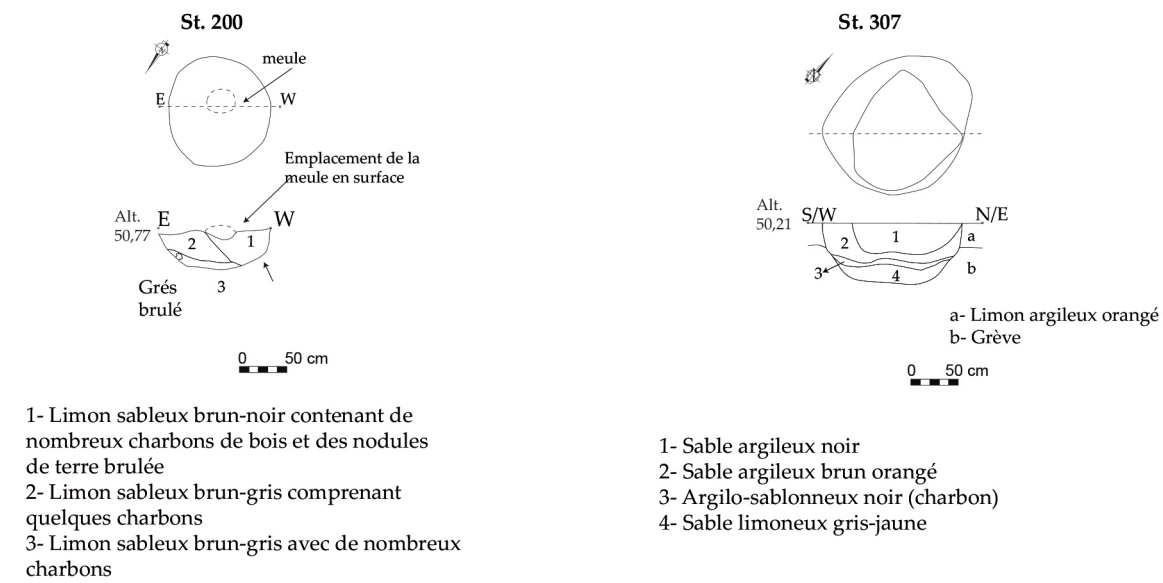 St. 200
meule
E
W
Emplacement de la
meule en surface
Alt.
50,77
E
W
2
1
3
Grés
brulé
0 50 cm
1- Limon sableux brun-noir contenant de
nombreux charbons de bois et des nodules
de terre brulée
2- Limon sableux brun-gris comprenant
quelques charbons
3- Limon sableux brun-gris avec de nombreux
charbons
St. 307
Alt.
50,21
S/W
N/E
1
2
a
3
4
b
a- Limon argileux orangé
b- Grève
0 50 cm
1- Sable argileux noir
2- Sable argileux brun orangé
3- Argilo-sablonneux noir (charbon)
4- Sable limoneux gris-jaune